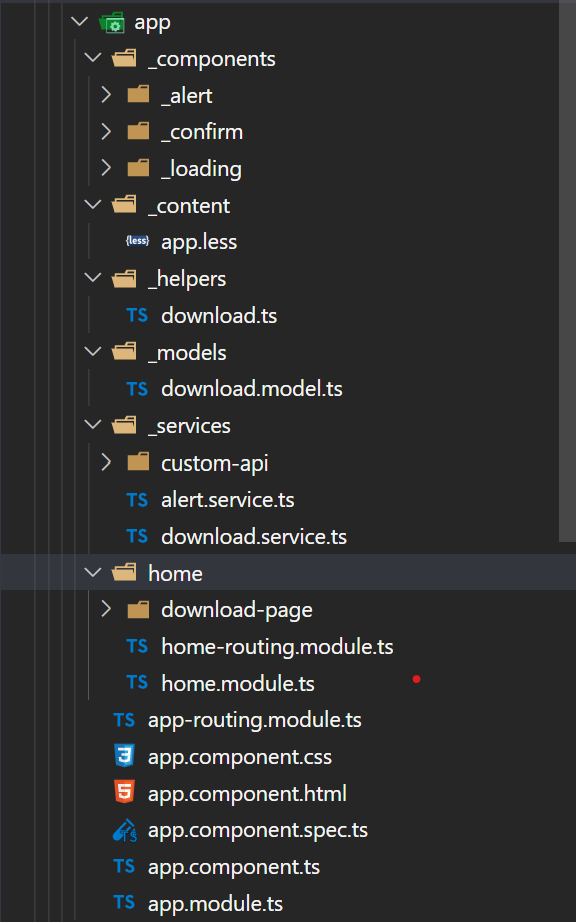 app
_components
_alert
_confirm
_loading
_content
{less} app.less
_helpers
TS download.ts
_models
TS download.model.ts
_services
custom-api
TS alert.service.ts
TS download.service.ts
home
download-page
TS home-routing.module.ts
TS home.module.ts
TS app-routing.module.ts
3 app.component.css
5 app.component.html
TS app.component.spec.ts
TS app.component.ts
TS app.module.ts